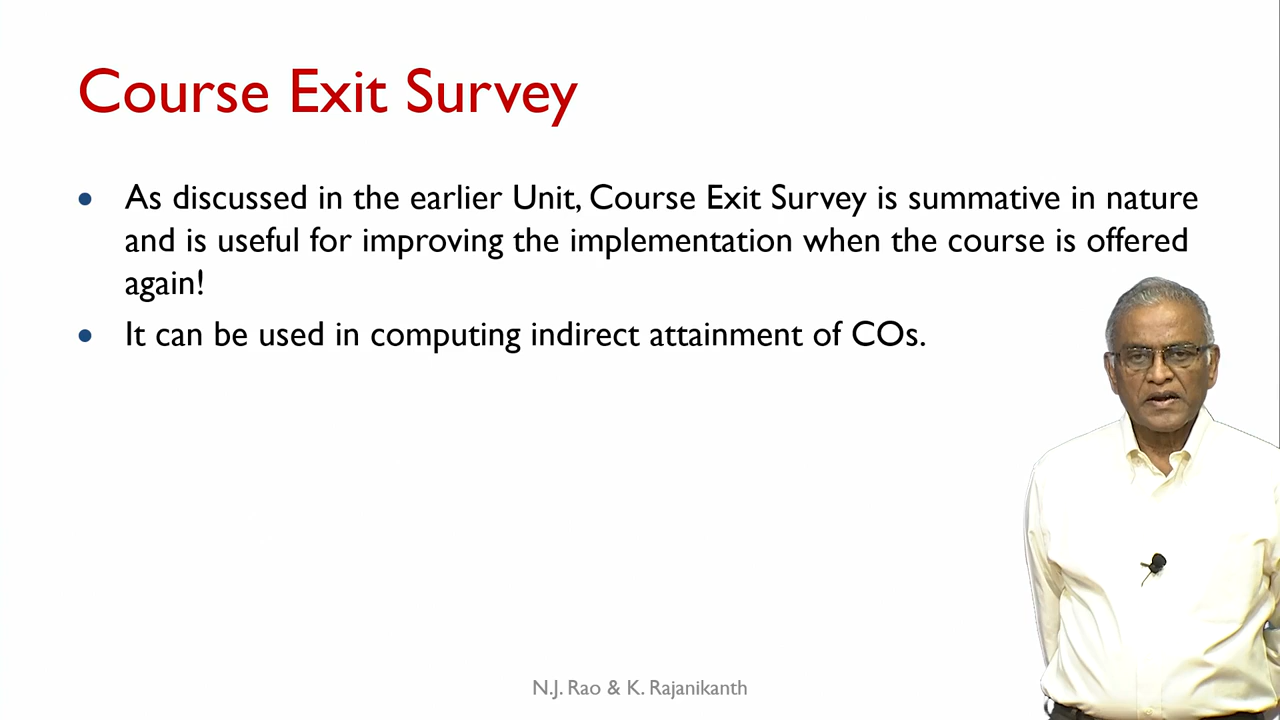 Course Exit Survey
• As discussed in the earlier Unit, Course Exit Survey is summative in nature
and is useful for improving the implementation when the course is offered
again!
• It can be used in computing indirect attainment of COs.
N.J. Rao & K. Rajanikanth